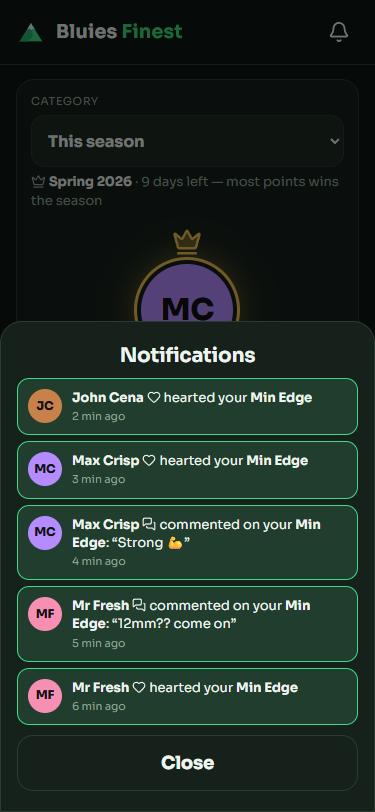 Bluies Finest
CATEGORY
This season
Spring 2026 · 9 days left — most points wins
the season
MC
Notifications
JC
John Cena hearted your Min Edge
2 min ago
MC
Max Crisp hearted your Min Edge
3 min ago
MC
Max Crisp commented on your Min
Edge: “Strong 💪”
4 min ago
MF
Mr Fresh commented on your Min
Edge: “12mm?? come on”
5 min ago
MF
Mr Fresh hearted your Min Edge
6 min ago
Close